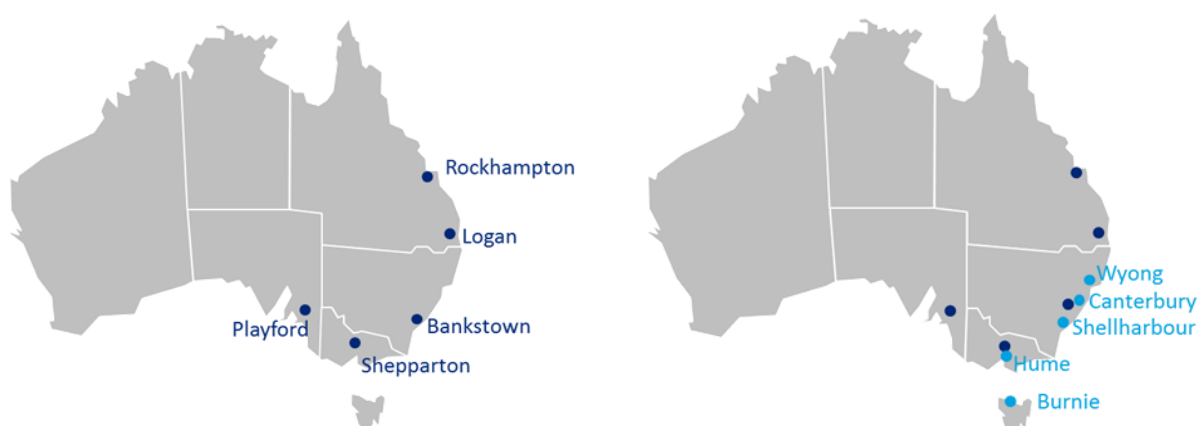 Rockhampton
Logan
Playford
Bankstown
Shepparton
Wyong
Canterbury
Shellharbour
Hume
Burnie